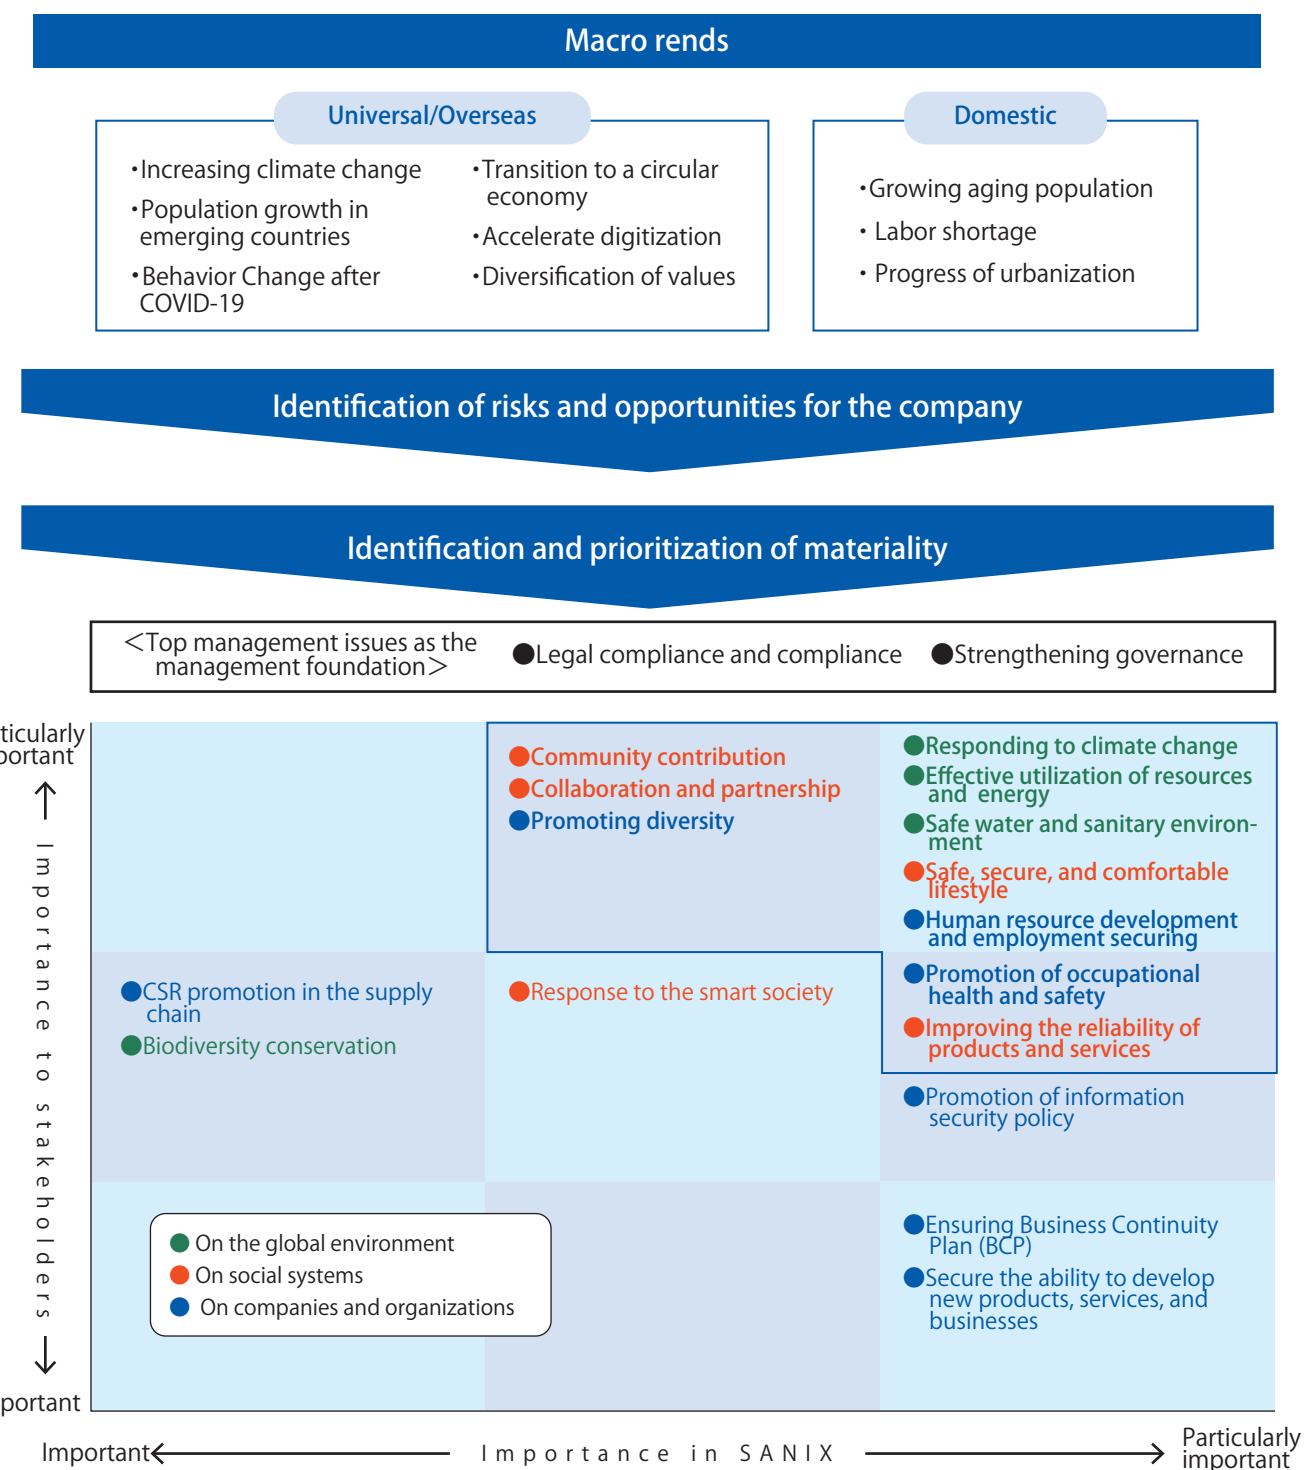 Macro rends
Universal/Overseas
・Increasing climate change
・Population growth in
emerging countries
・Behavior Change after
COVID-19
・Transition to a circular
economy
・Accelerate digitization
・Diversification of values
Domestic
・Growing aging population
・ Labor shortage
・ Progress of urbanization
Identification of risks and opportunities for the company
Identification and prioritization of materiality
＜Top management issues as the
management foundation＞
●Legal compliance and compliance
●Strengthening governance
ticularly
portant
Importance to stakeholders
portant
●Community contribution
●Collaboration and partnership
●Promoting diversity
●Responding to climate change
●Effective utilization of resources
and energy
●Safe water and sanitary environ-
ment
●Safe, secure, and comfortable
lifestyle
●Human resource development
and employment securing
●CSR promotion in the supply
chain
●Biodiversity conservation
●Response to the smart society
●Promotion of occupational
health and safety
●Improving the reliability of
products and services
●Promotion of information
security policy
● On the global environment
● On social systems
● On companies and organizations
●Ensuring Business Continuity
Plan (BCP)
●Secure the ability to develop
new products, services, and
businesses
Important
Importance in SANIX
Particularly
important